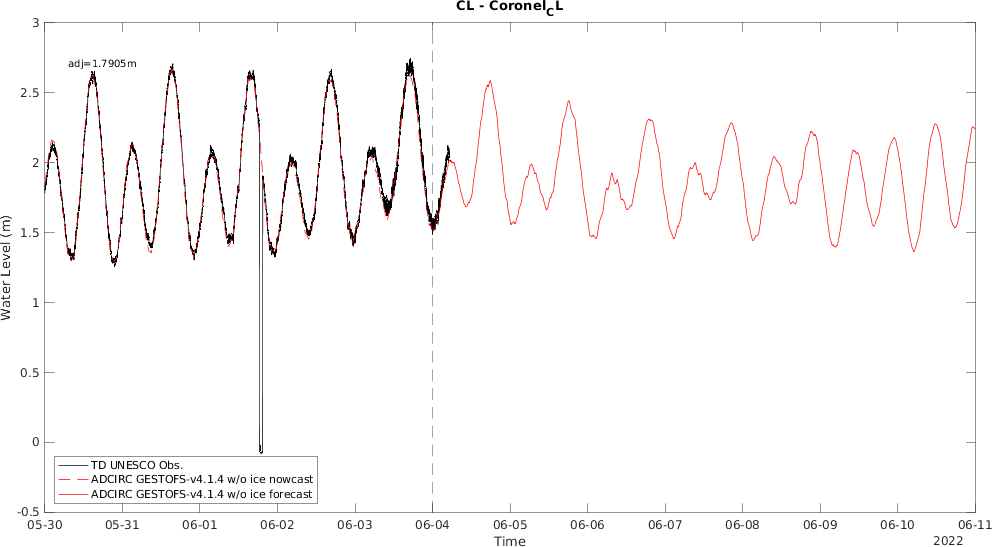 CL - Coronel_CL
3
adj=1.7905m
2.5
2
1.5
1
0.5
0
-0.5
Water Level (m)
TD UNESCO Obs.
ADCIRC GESTOFS-v4.1.4 w/o ice nowcast
ADCIRC GESTOFS-v4.1.4 w/o ice forecast
05-30 05-31 06-01 06-02 06-03 06-04 06-05 06-06 06-07 06-08 06-09 06-10 06-11
Time
2022